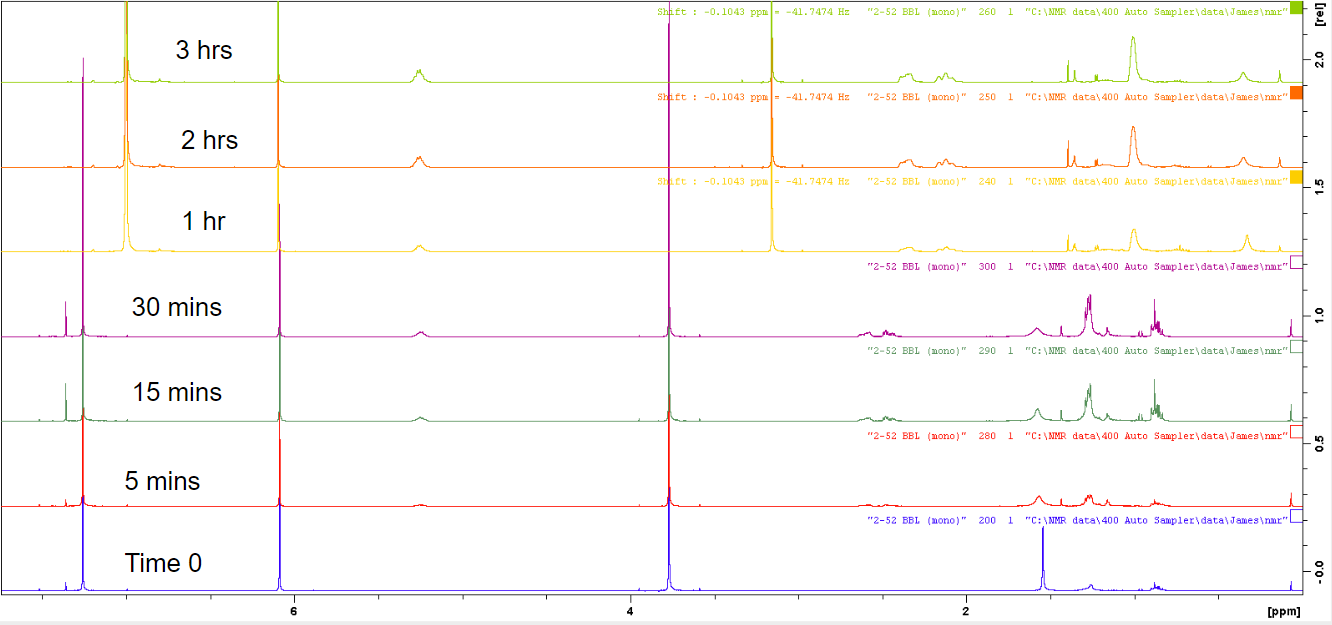 Shift : -0.1043 ppm = -41.7474 Hz "2-52 BBL (mono)" 260 1 "C:\NMR data\400 Auto Sampler\data\James\nmr"
[rel]
3 hrs
2.0
Shift : -0.1043 ppm = -41.7474 Hz "2-52 BBL (mono)" 250 1 "C:\NMR data\400 Auto Sampler\data\James\nmr"
2 hrs
Shift : -0.1043 ppm = -41.7474 Hz "2-52 BBL (mono)" 240 1 "C:\NMR data\400 Auto Sampler\data\James\nmr"
1.5
1 hr
"2-52 BBL (mono)" 300 1 "C:\NMR data\400 Auto Sampler\data\James\nmr"
30 mins
1.0
"2-52 BBL (mono)" 290 1 "C:\NMR data\400 Auto Sampler\data\James\nmr"
15 mins
"2-52 BBL (mono)" 280 1 "C:\NMR data\400 Auto Sampler\data\James\nmr"
0.5
5 mins
"2-52 BBL (mono)" 200 1 "C:\NMR data\400 Auto Sampler\data\James\nmr"
Time 0
-0.0
6 4 2 [ppm]